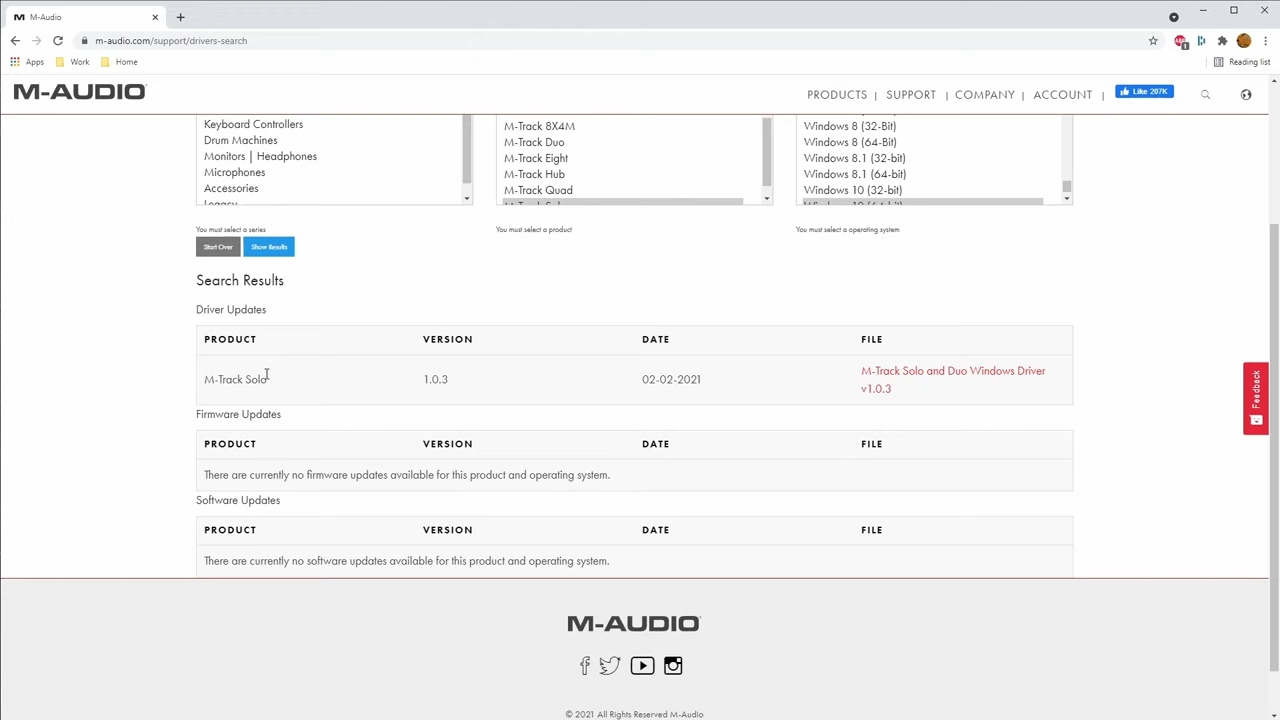 M-Audio
m-audio.com/support/drivers-search
Apps Work Home Reading list
M-AUDIO PRODUCTS | SUPPORT | COMPANY | ACCOUNT | Like 207K
Keyboard Controllers
Drum Machines
Monitors | Headphones
Microphones
Accessories
Legacy
M-Track 8X4M
M-Track Duo
M-Track Eight
M-Track Hub
M-Track Quad
M-Track Solo
Windows 8 (32-Bit)
Windows 8 (64-Bit)
Windows 8.1 (32-bit)
Windows 8.1 (64-bit)
Windows 10 (32-bit)
Windows 10 (64-bit)
You must select a series You must select a product You must select a operating system
Start Over Show Results
Search Results
Driver Updates
PRODUCT VERSION DATE FILE
M-Track Solo 1.0.3 02-02-2021 M-Track Solo and Duo Windows Driver
v1.0.3
Firmware Updates
PRODUCT VERSION DATE FILE
There are currently no firmware updates available for this product and operating system.
Software Updates
PRODUCT VERSION DATE FILE
There are currently no software updates available for this product and operating system.
Feedback
M-AUDIO
© 2021 All Rights Reserved M-Audio